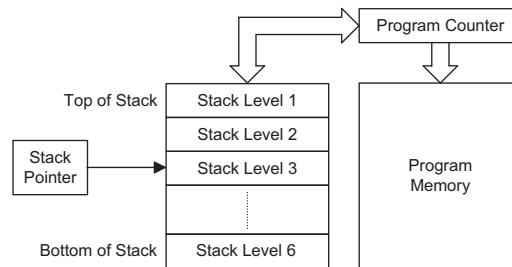 Program Counter
Top of Stack
Stack Level 1
Stack Level 2
Stack
Pointer
Stack Level 3
Program
Memory
Bottom of Stack
Stack Level 6